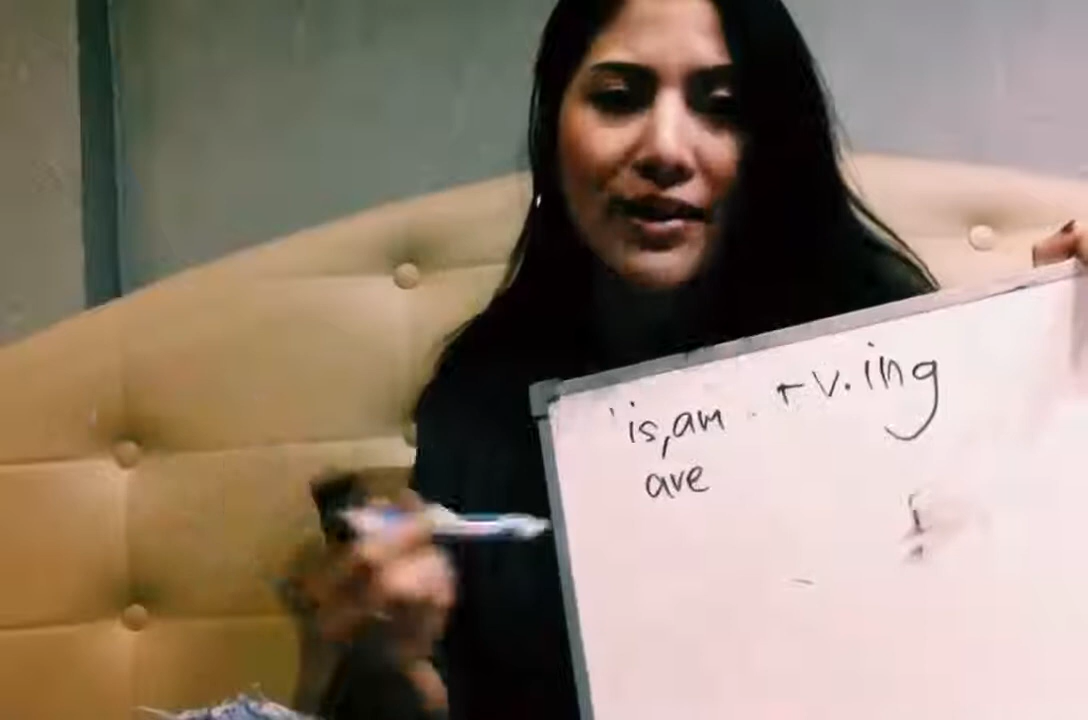 is, am + v.ing
are